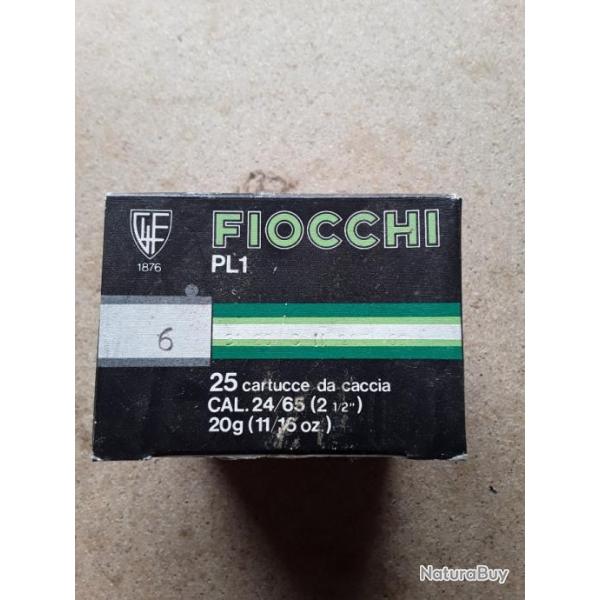 FIOCCHI
1876
PL1
6
25 cartucce da caccia
CAL. 24/65 (2 1/2")
20g (11/16 oz.)
NaturaBuy